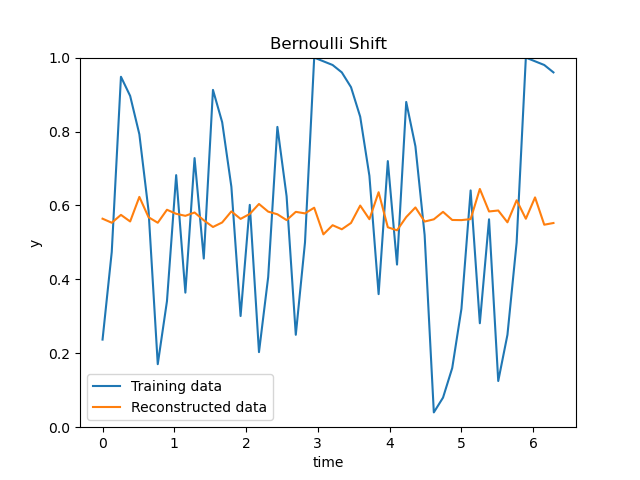 Bernoulli Shift
1.0
0.8
0.6
0.4
0.2
0.0
y
Training data
Reconstructed data
0 1 2 3 4 5 6
time